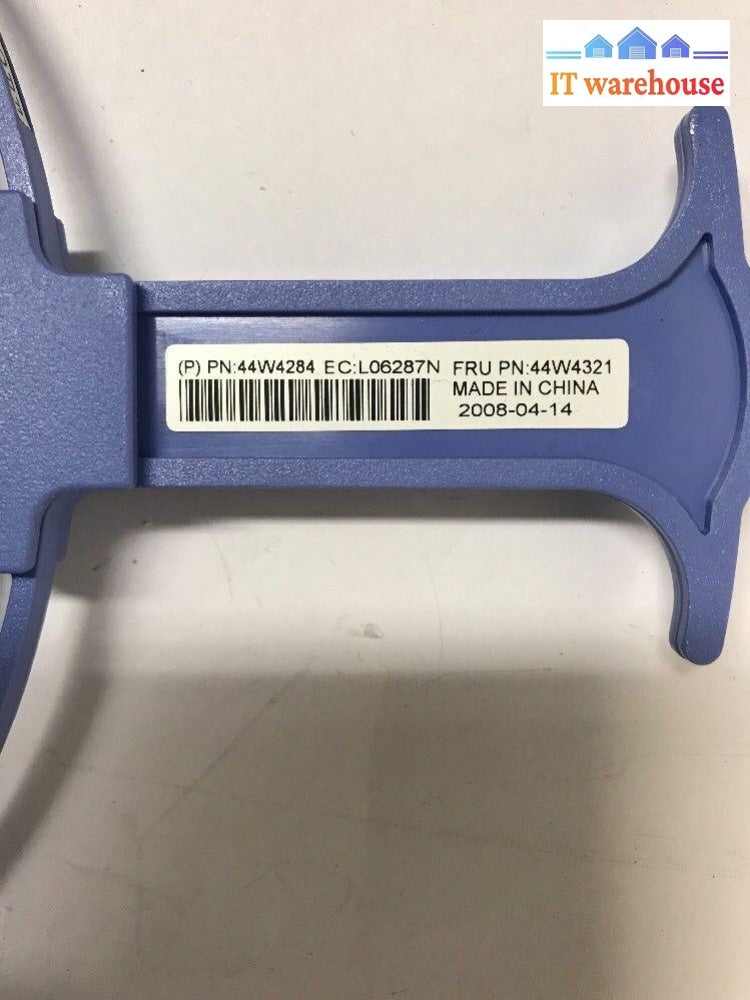 IT warehouse
(P) PN:44W4284 EC:L06287N FRU PN:44W4321
MADE IN CHINA
2008-04-14